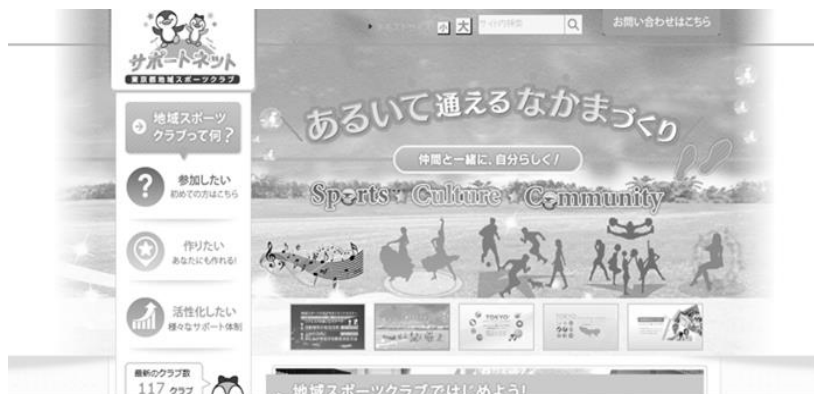 サポートネット
東京都地域スポーツクラブ
小 大 サイト内検索
お問い合わせはこちら
地域スポーツ
クラブって何？
参加したい
初めての方はこちら
作りたい
あなたにも作れる!
活性化したい
様々なサポート体制
最新のクラブ数
117 クラブ
あるいて通えるなかまづくり
仲間と一緒に、自分らしく!
Sports Culture Community
TOKYO
TOKYO
地域スポーツクラブではじめよう!